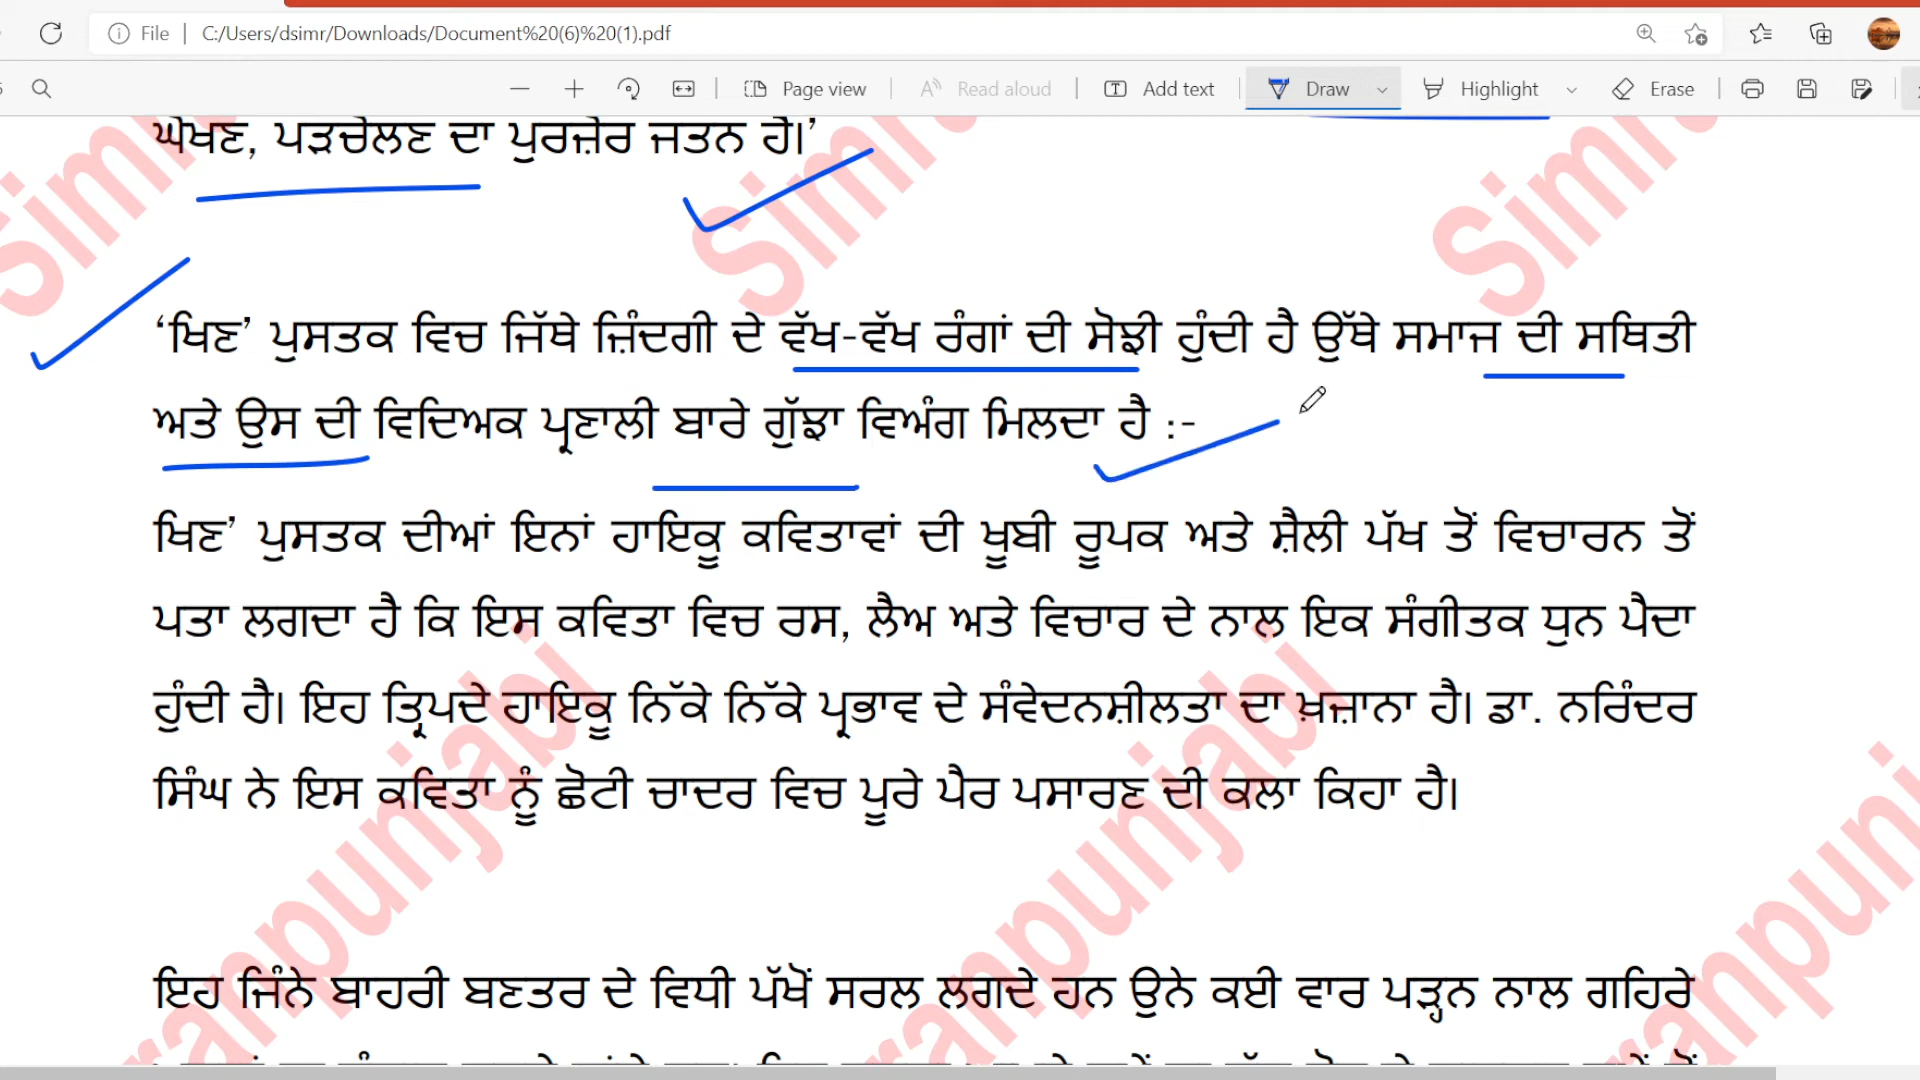 File C:/Users/dsimr/Downloads/Document%20(6)%20(1).pdf
Page view Read aloud Add text Draw Highlight Erase
ਘੋਖਣ, ਪੜਚੋਲਣ ਦਾ ਪੁਰਜ਼ੋਰ ਜਤਨ ਹੈ।’
‘ਖਿਣ’ ਪੁਸਤਕ ਵਿਚ ਜਿੱਥੇ ਜ਼ਿੰਦਗੀ ਦੇ ਵੱਖ-ਵੱਖ ਰੰਗਾਂ ਦੀ ਸੋਝੀ ਹੁੰਦੀ ਹੈ ਉੱਥੇ ਸਮਾਜ ਦੀ ਸਥਿਤੀ
ਅਤੇ ਉਸ ਦੀ ਵਿਦਿਅਕ ਪ੍ਰਣਾਲੀ ਬਾਰੇ ਗੁੱਝਾ ਵਿਅੰਗ ਮਿਲਦਾ ਹੈ :-
ਖਿਣ’ ਪੁਸਤਕ ਦੀਆਂ ਇਨਾਂ ਹਾਇਕੂ ਕਵਿਤਾਵਾਂ ਦੀ ਖੂਬੀ ਰੂਪਕ ਅਤੇ ਸ਼ੈਲੀ ਪੱਖ ਤੋਂ ਵਿਚਾਰਨ ਤੋਂ
ਪਤਾ ਲਗਦਾ ਹੈ ਕਿ ਇਸ ਕਵਿਤਾ ਵਿਚ ਰਸ, ਲੈਅ ਅਤੇ ਵਿਚਾਰ ਦੇ ਨਾਲ ਇਕ ਸੰਗੀਤਕ ਧੁਨ ਪੈਦਾ
ਹੁੰਦੀ ਹੈ। ਇਹ ਤ੍ਰਿਪਦੇ ਹਾਇਕੂ ਨਿੱਕੇ ਨਿੱਕੇ ਪ੍ਰਭਾਵ ਦੇ ਸੰਵੇਦਨਸ਼ੀਲਤਾ ਦਾ ਖ਼ਜ਼ਾਨਾ ਹੈ। ਡਾ. ਨਰਿੰਦਰ
ਸਿੰਘ ਨੇ ਇਸ ਕਵਿਤਾ ਨੂੰ ਛੋਟੀ ਚਾਦਰ ਵਿਚ ਪੂਰੇ ਪੈਰ ਪਸਾਰਣ ਦੀ ਕਲਾ ਕਿਹਾ ਹੈ।
ਇਹ ਜਿੰਨੇ ਬਾਹਰੀ ਬਣਤਰ ਦੇ ਵਿਧੀ ਪੱਖੋਂ ਸਰਲ ਲਗਦੇ ਹਨ ਉਨੇ ਕਈ ਵਾਰ ਪੜ੍ਹਨ ਨਾਲ ਗਹਿਰੇ